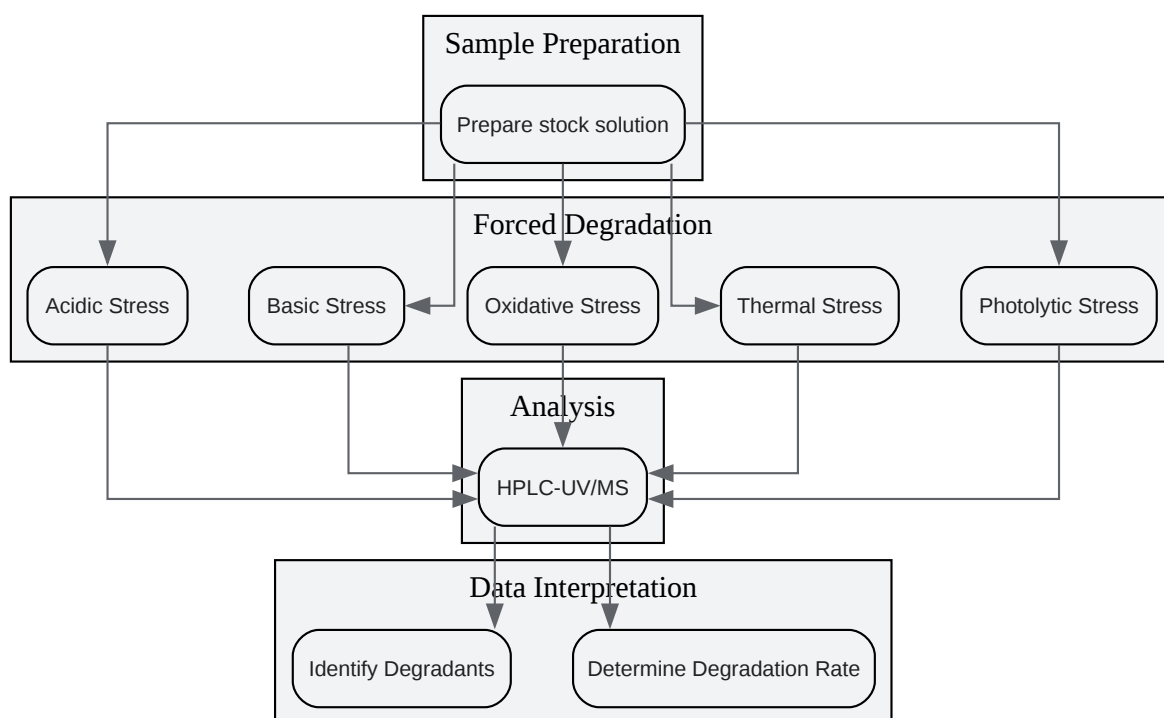 Sample Preparation
Prepare stock solution
Forced Degradation
Acidic Stress
Basic Stress
Oxidative Stress
Thermal Stress
Photolytic Stress
Analysis
HPLC-UV/MS
Data Interpretation
Identify Degradants
Determine Degradation Rate